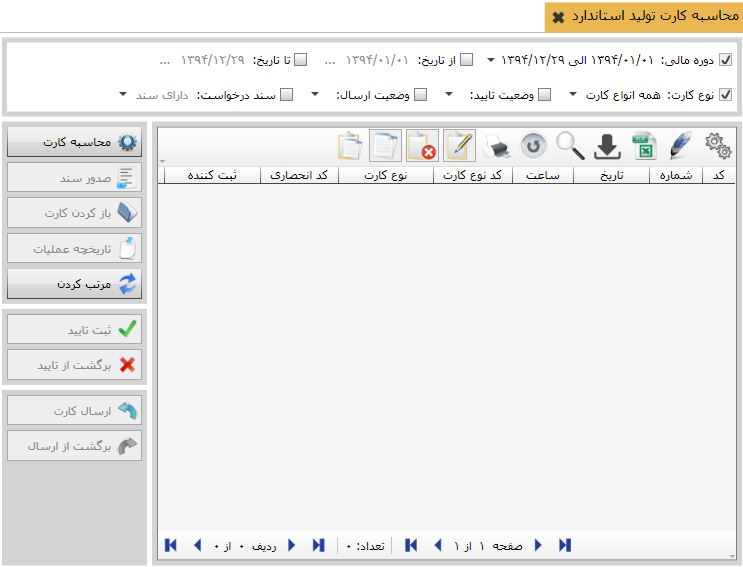 محاسبه کارت تولید استاندارد
دوره مالی: ۱۳۹۴/۰۱/۰۱ الی ۱۳۹۴/۱۲/۲۹ از تاریخ: ۱۳۹۴/۰۱/۰۱ ... تا تاریخ: ۱۳۹۴/۱۲/۲۹ ...
نوع کارت: همه انواع کارت وضعیت تایید: وضعیت ارسال: سند درخواست: دارای سند
محاسبه کارت
صدور سند
باز کردن کارت
تاریخچه عملیات
مرتب کردن
ثبت تایید
برگشت از تایید
ارسال کارت
برگشت از ارسال
کد شماره تاریخ ساعت کد نوع کارت نوع کارت کد انحصاری ثبت کننده
صفحه ۱ از ۱ تعداد: ۰ ردیف ۰ از ۰